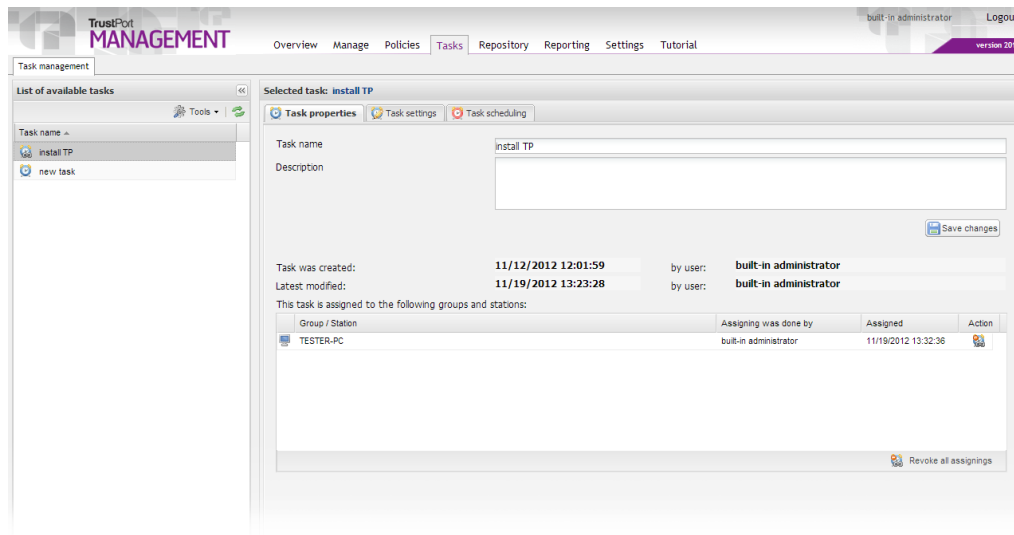 built-in administrator Logou
TrustPort
MANAGEMENT
Overview Manage Policies Tasks Repository Reporting Settings Tutorial
version 20
Task management
List of available tasks
Selected task: install TP
Tools
Task properties Task settings Task scheduling
Task name
install TP
new task
Task name install TP
Description
Save changes
Task was created: 11/12/2012 12:01:59 by user: built-in administrator
Latest modified: 11/19/2012 13:23:28 by user: built-in administrator
This task is assigned to the following groups and stations:
Group / Station Assigning was done by Assigned Action
TESTER-PC built-in administrator 11/19/2012 13:32:36
Revoke all assignings